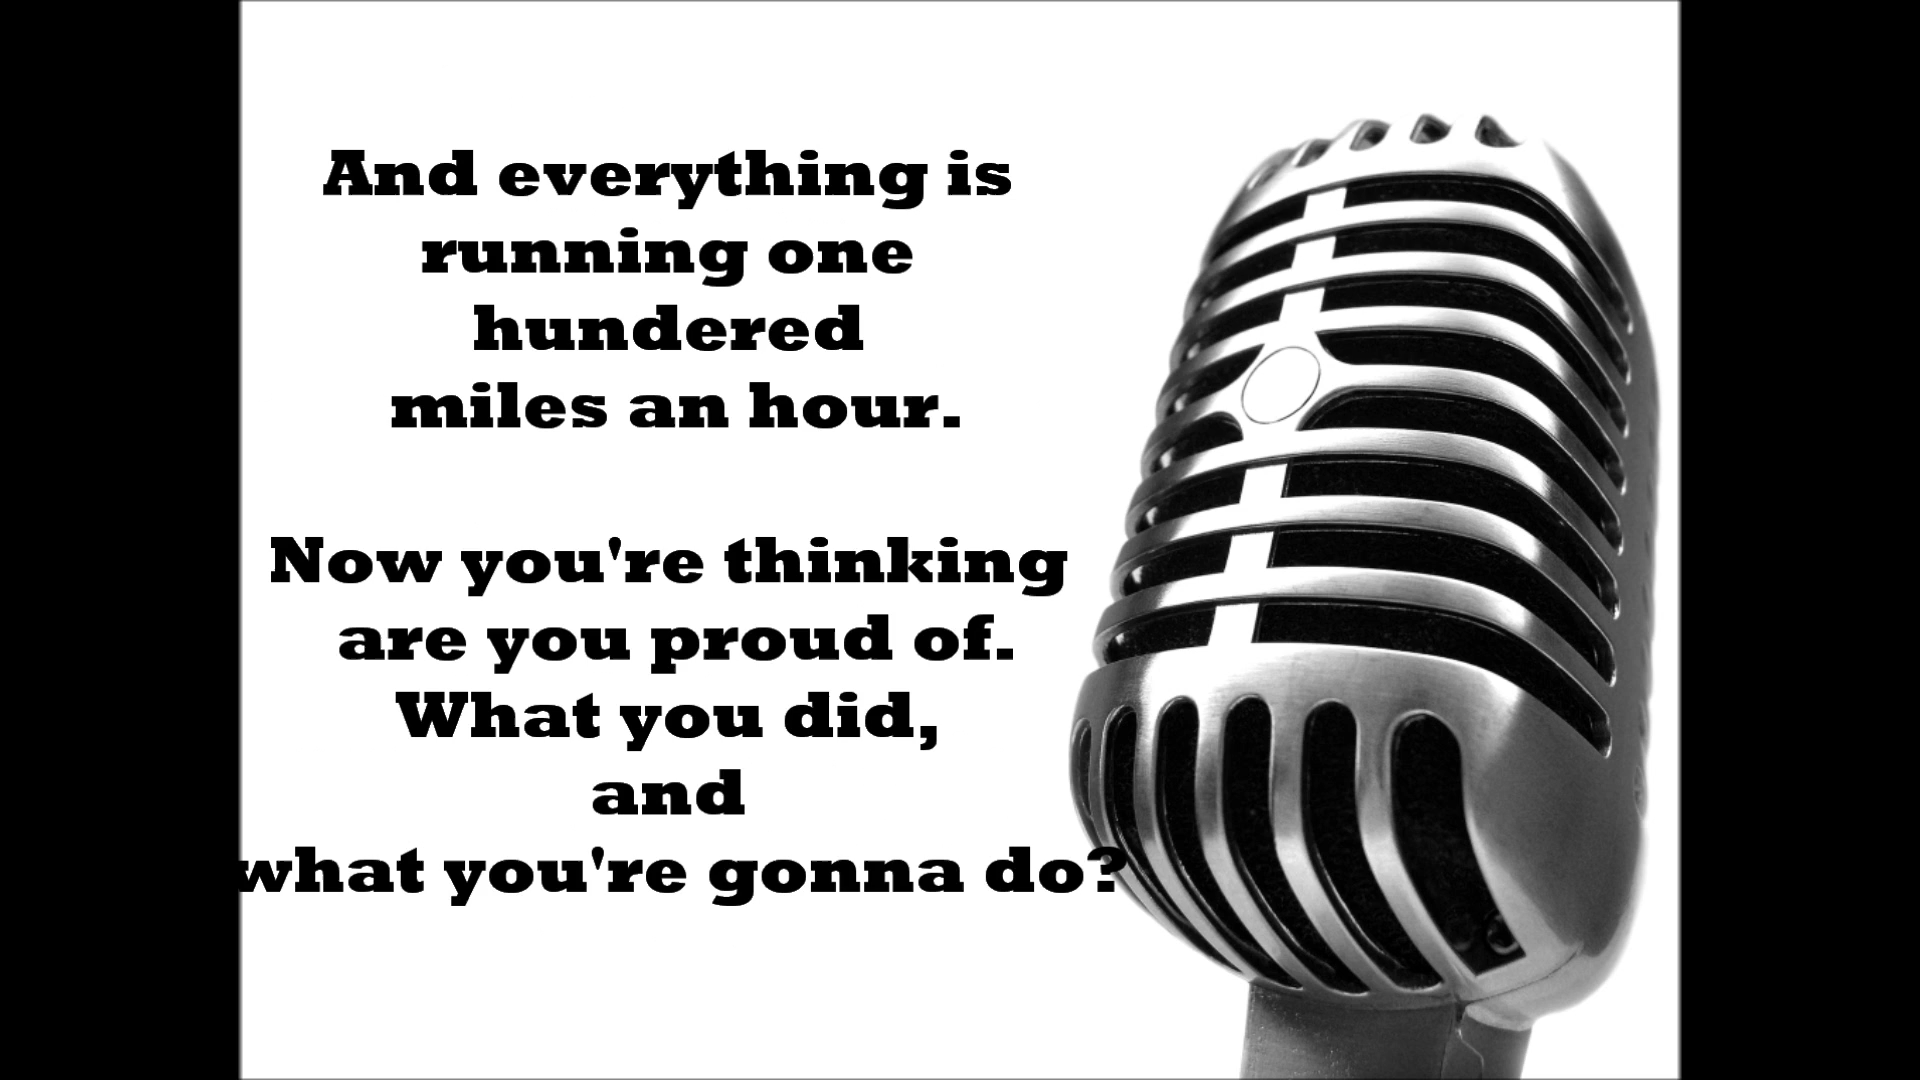 And everything is
running one
hundered
miles an hour.
Now you're thinking
are you proud of.
What you did,
and
what you're gonna do?